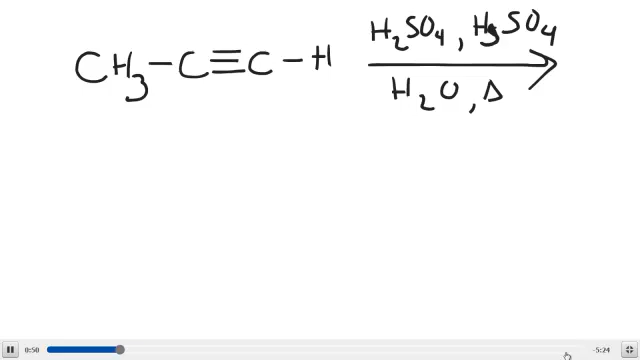 CH₃-C≡C-H
H₂SO₄, HgSO₄
H₂O, Δ
0:50 -5:24